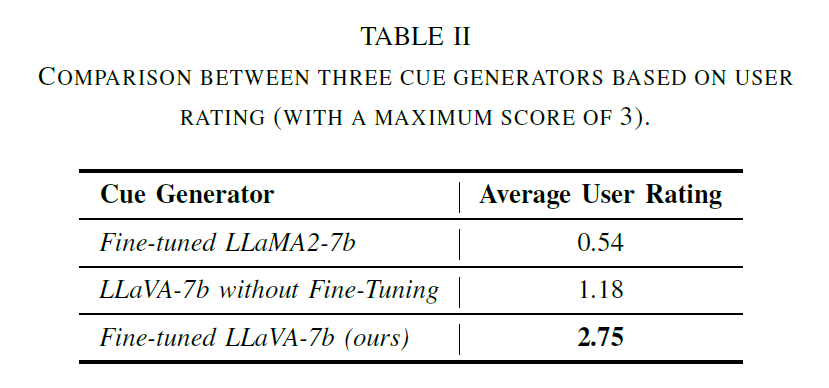 TABLE II
COMPARISON BETWEEN THREE CUE GENERATORS BASED ON USER
RATING (WITH A MAXIMUM SCORE OF 3).
Cue Generator Average User Rating
Fine-tuned LLaMA2-7b 0.54
LLaVA-7b without Fine-Tuning 1.18
Fine-tuned LLaVA-7b (ours) 2.75